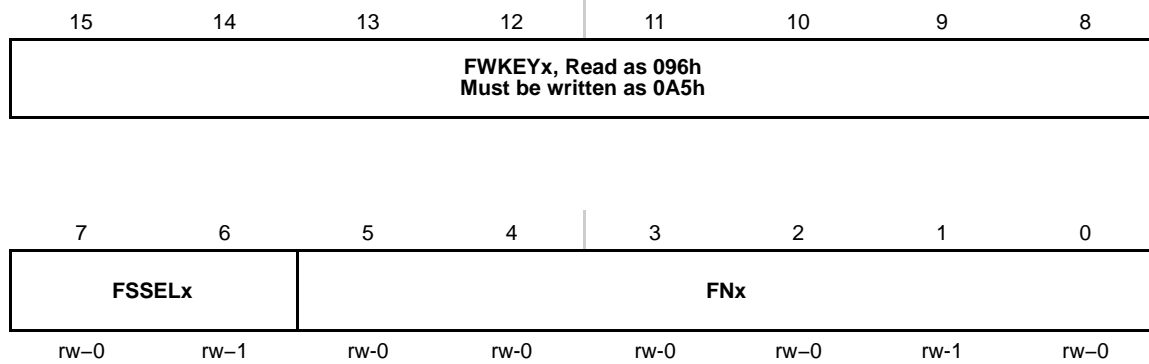 15 14 13 12 11 10 9 8
FWKEYx, Read as 096h
Must be written as 0A5h
7 6 5 4 3 2 1 0
FSSELx FNx
rw−0 rw−1 rw-0 rw-0 rw-0 rw−0 rw-1 rw−0